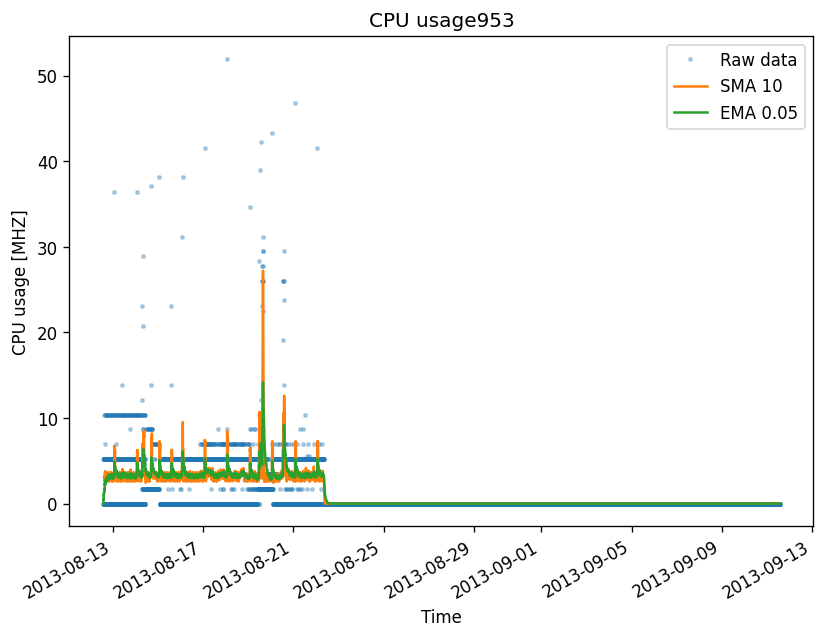 CPU usage953
Raw data
SMA 10
EMA 0.05
CPU usage [MHZ]
50
40
30
20
10
0
2013-08-13
2013-08-17
2013-08-21
2013-08-25
2013-08-29
2013-09-01
2013-09-05
2013-09-09
2013-09-13
Time